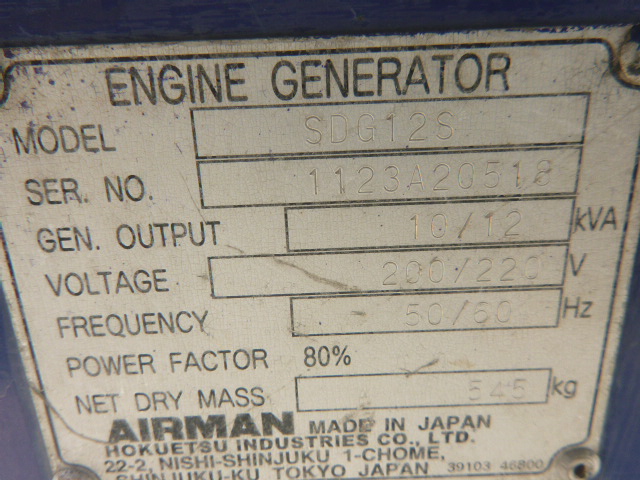 ENGINE GENERATOR
MODEL SDG12S
SER. NO. 1123A20518
GEN. OUTPUT 10/12 kVA
VOLTAGE 200/220 V
FREQUENCY 50/60 Hz
POWER FACTOR 80%
NET DRY MASS 545 kg
AIRMAN MADE IN JAPAN
HOKUETSU INDUSTRIES CO., LTD.
22-2, NISHI-SHINJUKU 1-CHOME,
SHINJUKU-KU TOKYO JAPAN 39103 46800